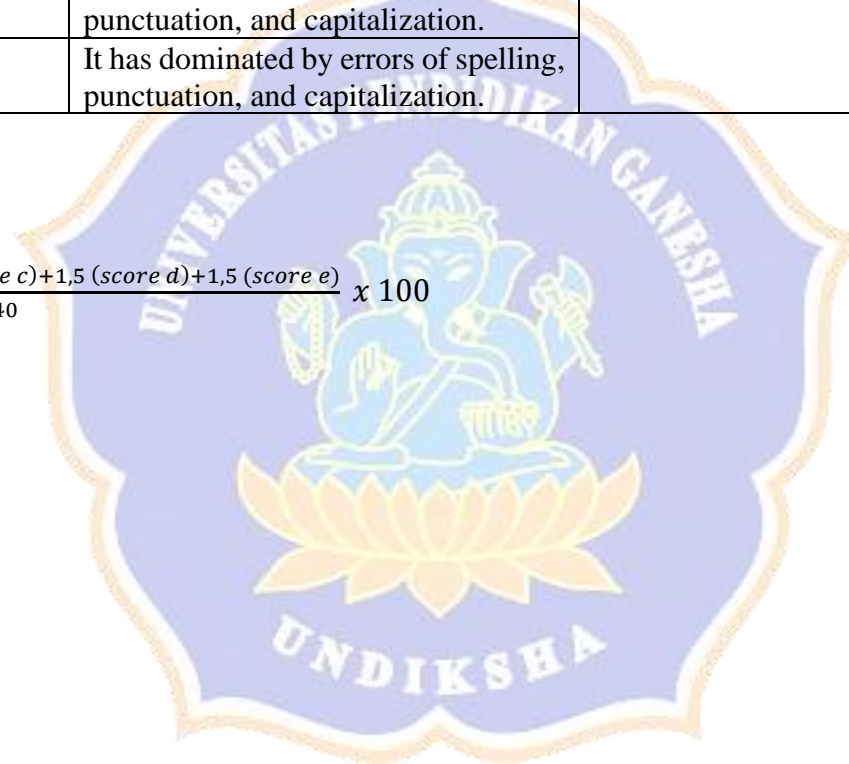 punctuation, and capitalization.
It has dominated by errors of spelling,
punctuation, and capitalization.
UNIVERSITAS PENDIDIKAN GANESHA
e c)+1,5 (score d)+1,5 (score e)
40
x 100
UNDIKSHA